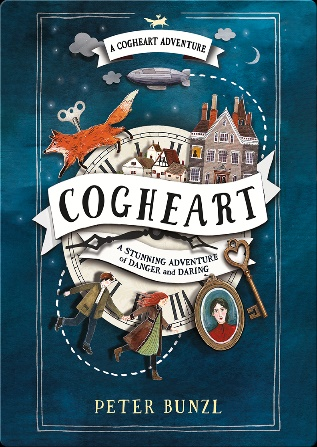 A COGHEART ADVENTURE
COGHEART
A STUNNING ADVENTURE
of DANGER and DARING
PETER BUNZL